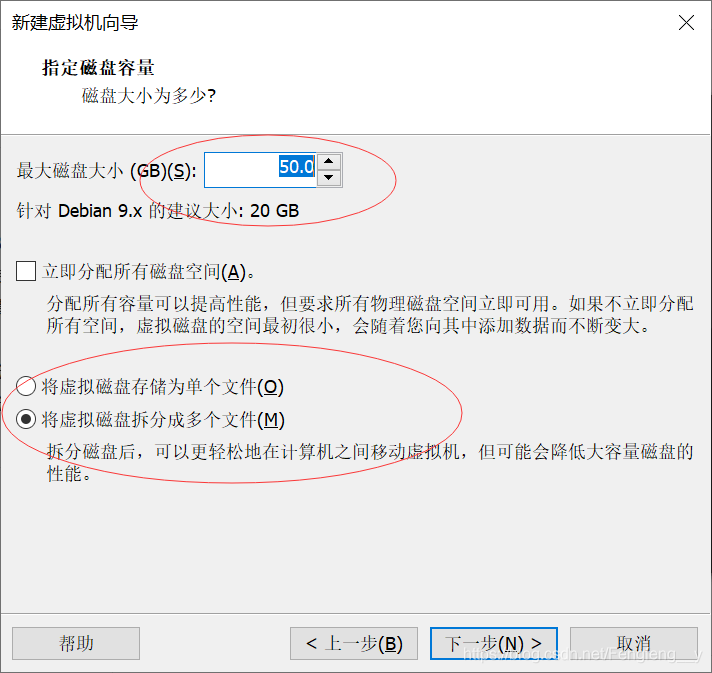 新建虚拟机向导
指定磁盘容量
磁盘大小为多少?
最大磁盘大小 (GB)(S): 50.0
针对 Debian 9.x 的建议大小: 20 GB
立即分配所有磁盘空间(A)。
分配所有容量可以提高性能，但要求所有物理磁盘空间立即可用。如果不立即分配
所有空间，虚拟磁盘的空间最初很小，会随着您向其中添加数据而不断变大。
将虚拟磁盘存储为单个文件(O)
将虚拟磁盘拆分成多个文件(M)
拆分磁盘后，可以更轻松地在计算机之间移动虚拟机，但可能会降低大容量磁盘的
性能。
帮助 < 上一步(B) 下一步(N) > 取消
https://blog.csdn.net/Fengfeng__y